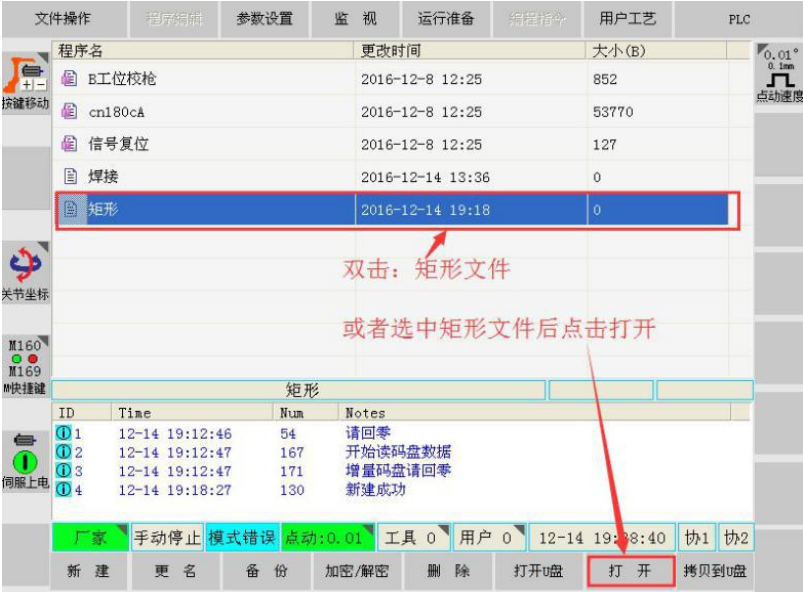 文件操作 程序编辑 参数设置 监 视 运行准备 编程指令 用户工艺 PLC
程序名 更改时间 大小(B)
B工位校枪 2016-12-8 12:25 852
cn180cA 2016-12-8 12:25 53770
信号复位 2016-12-8 12:25 127
焊接 2016-12-14 13:36 0
矩形 2016-12-14 19:18 0
双击：矩形文件
或者选中矩形文件后点击打开
按键移动
关节坐标
M160
M169
M快捷键
伺服上电
0.01°
0.1mm
点动速度
矩形
ID Time Num Notes
1 12-14 19:12:46 54 请回零
2 12-14 19:12:47 167 开始读码盘数据
3 12-14 19:12:47 171 增量码盘请回零
4 12-14 19:18:27 130 新建成功
厂家 手动停止 模式错误 点动:0.01 工具 0 用户 0 12-14 19: 8:40 协1 协2
新 建 更 名 备 份 加密/解密 删 除 打开U盘 打 开 拷贝到U盘